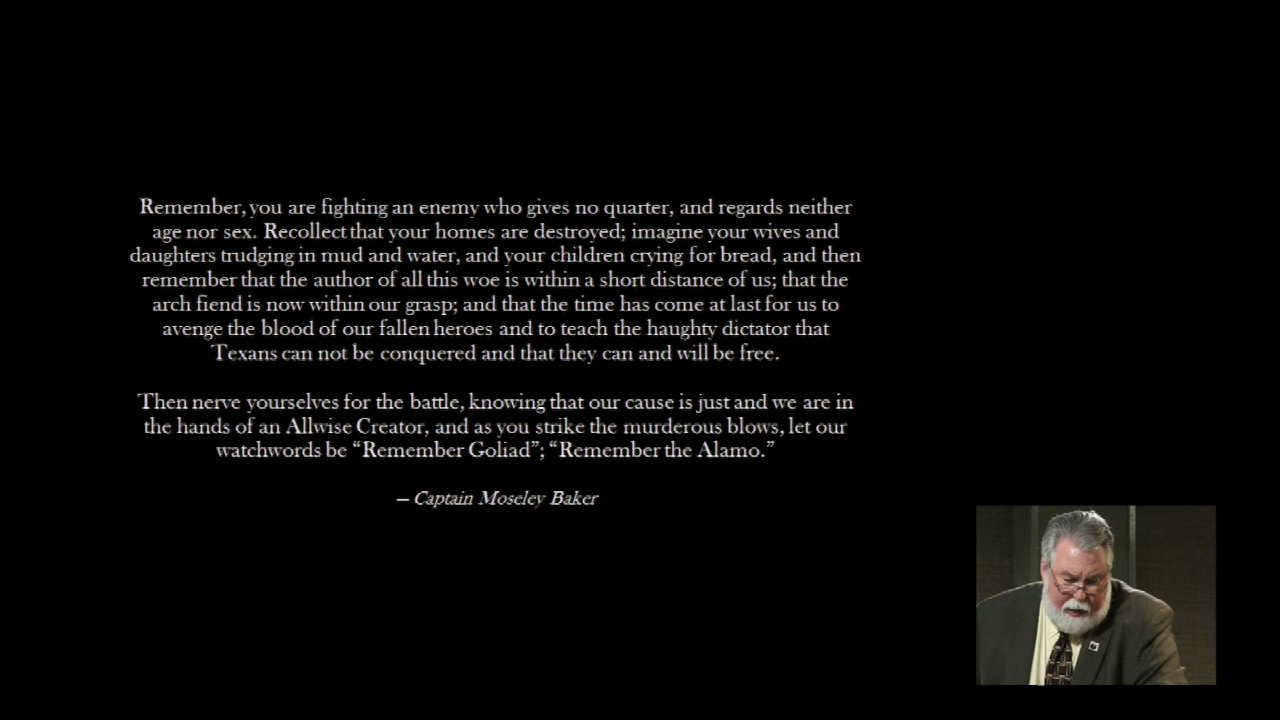 Remember, you are fighting an enemy who gives no quarter, and regards neither
age nor sex. Recollect that your homes are destroyed; imagine your wives and
daughters trudging in mud and water, and your children crying for bread, and then
remember that the author of all this woe is within a short distance of us; that the
arch fiend is now within our grasp; and that the time has come at last for us to
avenge the blood of our fallen heroes and to teach the haughty dictator that
Texans can not be conquered and that they can and will be free.
Then nerve yourselves for the battle, knowing that our cause is just and we are in
the hands of an Allwise Creator, and as you strike the murderous blows, let our
watchwords be “Remember Goliad”; “Remember the Alamo.”
– Captain Moseley Baker